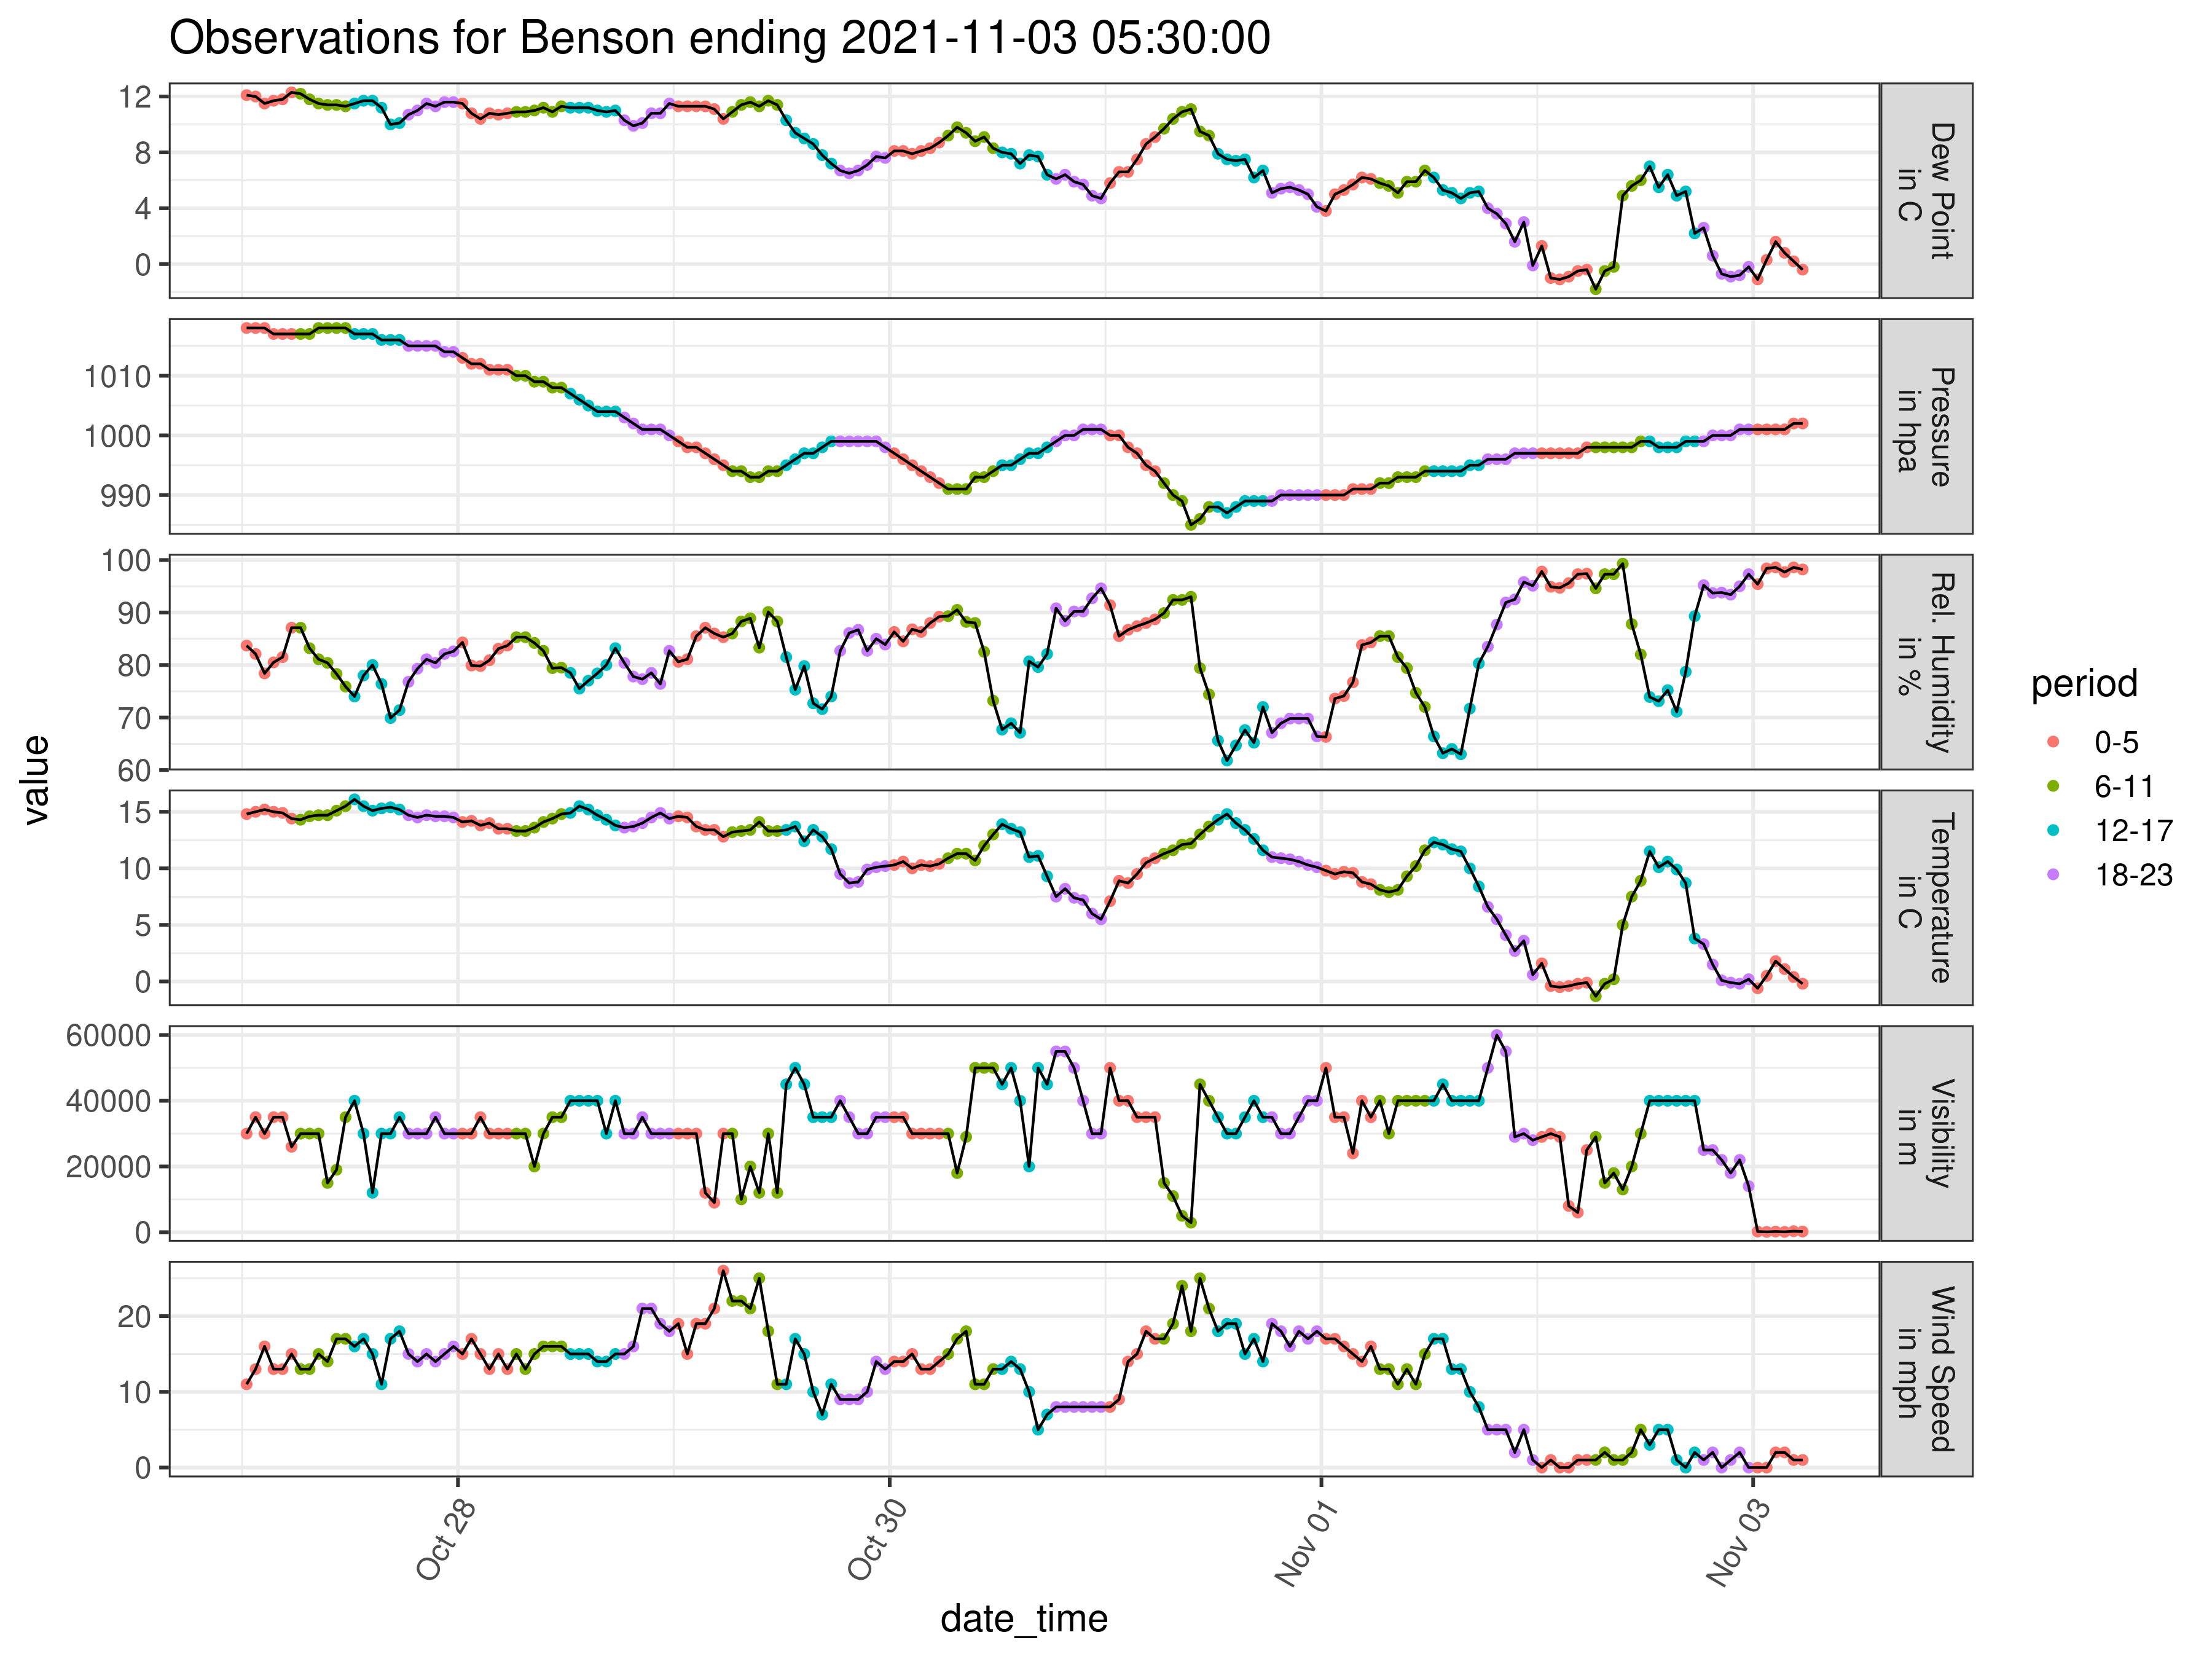 Observations for Benson ending 2021-11-03 05:30:00
value
12
8
4
0
Dew Point
in C
1010
1000
990
Pressure
in hpa
100
90
80
70
60
Rel. Humidity
in %
15
10
5
0
Temperature
in C
60000
40000
20000
0
Visibility
in m
20
10
0
Wind Speed
in mph
Oct 28
Oct 30
Nov 01
Nov 03
date_time
period
0-5
6-11
12-17
18-23